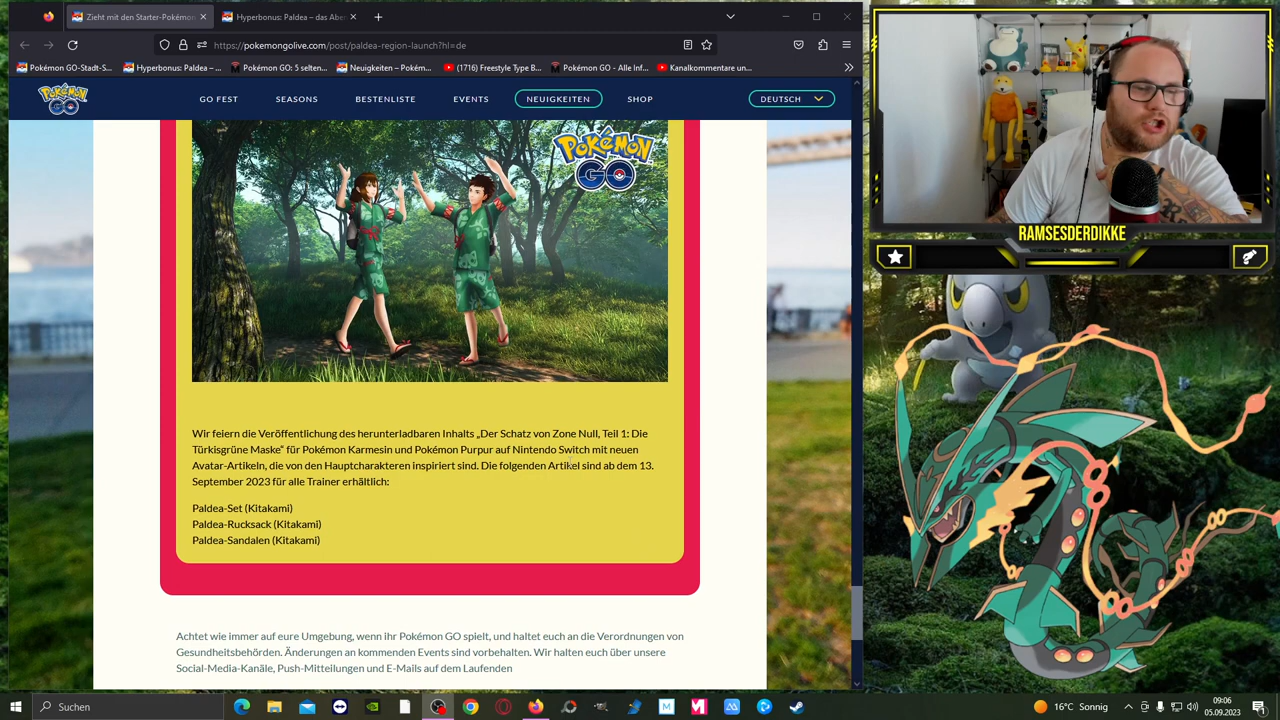 Zieht mit den Starter-Pokémon
Hyperbonus: Paldea – das Aben
https://pokemongolive.com/post/paldea-region-launch?hl=de
Pokémon GO-Stadt-S...
Hyperbonus: Paldea – ...
Pokémon GO: 5 selten...
Neuigkeiten – Pokém...
(1716) Freestyle Type B...
Pokémon GO - Alle Inf...
Kanalkommentare un...
POKÉMON GO
GO FEST
SEASONS
BESTENLISTE
EVENTS
NEUIGKEITEN
SHOP
DEUTSCH
POKÉMON GO
Wir feiern die Veröffentlichung des herunterladbaren Inhalts „Der Schatz von Zone Null, Teil 1: Die
Türkisgrüne Maske“ für Pokémon Karmesin und Pokémon Purpur auf Nintendo Switch mit neuen
Avatar-Artikeln, die von den Hauptcharakteren inspiriert sind. Die folgenden Artikel sind ab dem 13.
September 2023 für alle Trainer erhältlich:
Paldea-Set (Kitakami)
Paldea-Rucksack (Kitakami)
Paldea-Sandalen (Kitakami)
Achtet wie immer auf eure Umgebung, wenn ihr Pokémon GO spielt, und haltet euch an die Verordnungen von
Gesundheitsbehörden. Änderungen an kommenden Events sind vorbehalten. Wir halten euch über unsere
Social-Media-Kanäle, Push-Mitteilungen und E-Mails auf dem Laufenden
RAMSESDERDIKKE
Suchen
16°C Sonnig
09:06
05.09.2023